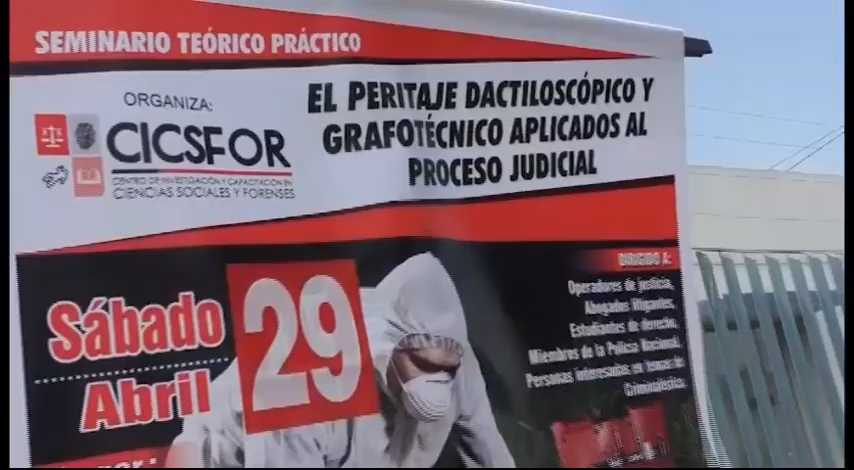 SEMINARIO TEÓRICO PRÁCTICO
ORGANIZA:
CICSFOR
CENTRO DE INVESTIGACIÓN Y CAPACITACIÓN EN
CIENCIAS SOCIALES Y FORENSES
EL PERITAJE DACTILOSCÓPICO Y
GRAFOTÉCNICO APLICADOS AL
PROCESO JUDICIAL
Sábado
Abril
29
DIRIGIDO A:
Operadores de justicia,
Abogados litigantes,
Estudiantes de derecho,
Miembros de la Policía Nacional,
Personas interesadas en temas de
Criminalística